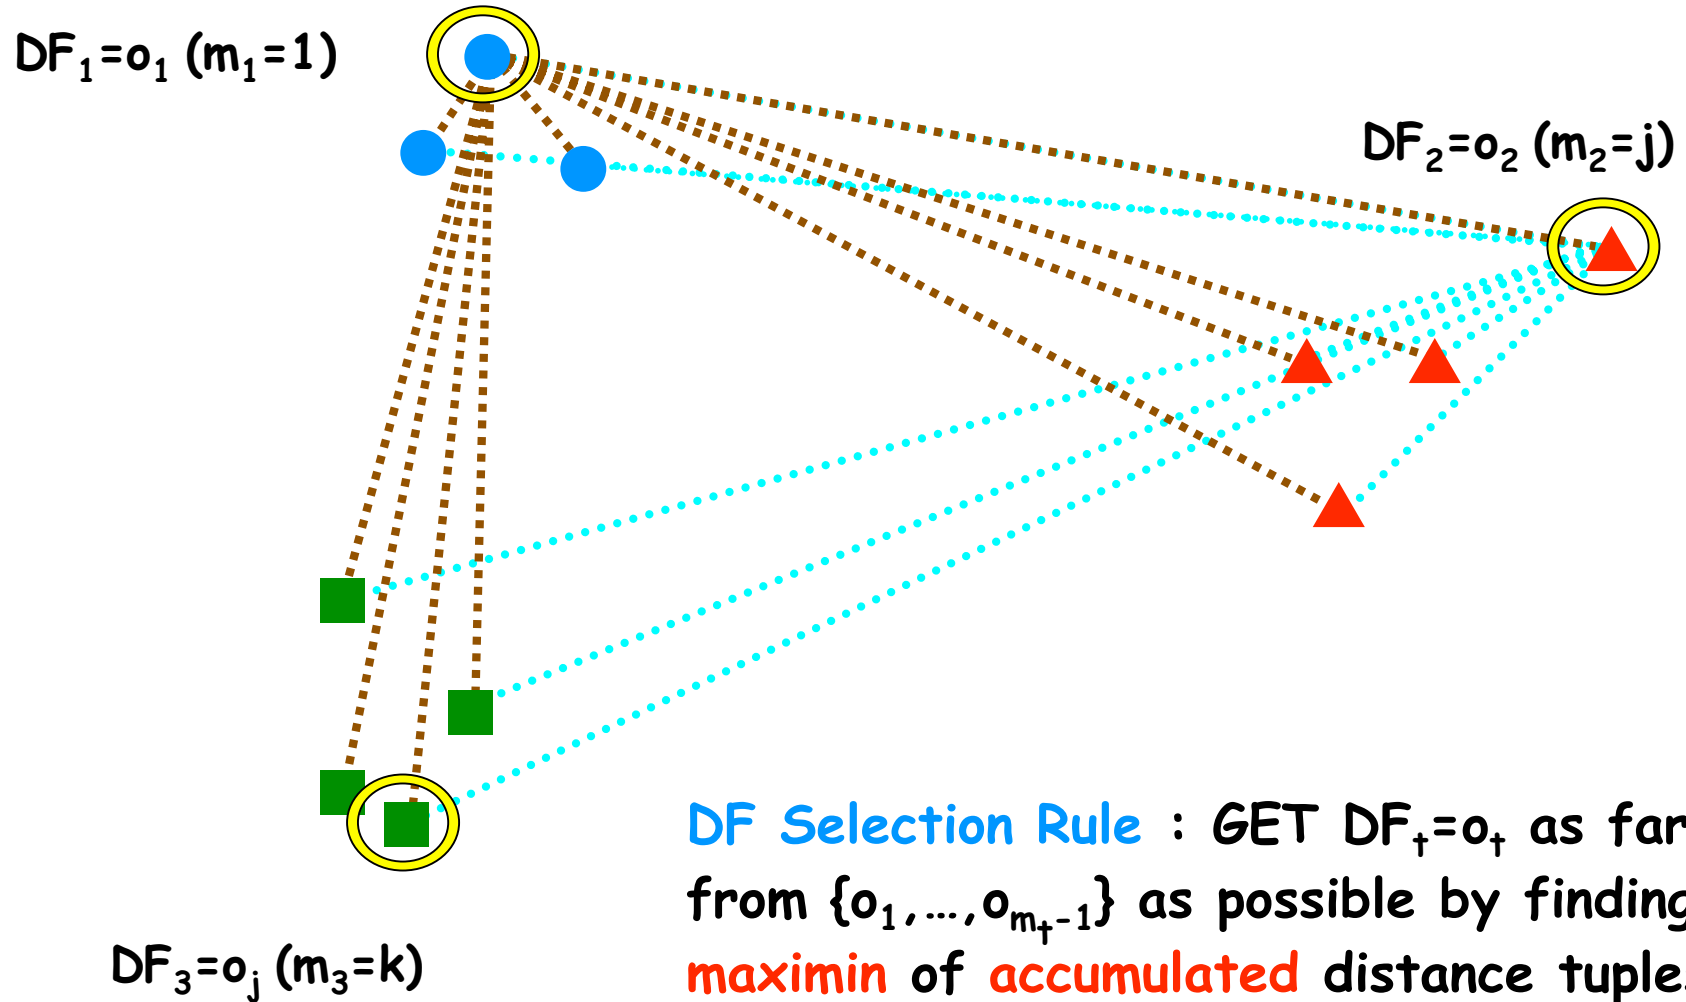 DF₁=o₁ (m₁=1)
DF₂=o₂ (m₂=j)
DF Selection Rule : GET DFₜ=oₜ as far
from {o₁,…,oₘₜ₋₁} as possible by finding
maximin of accumulated distance tuple.
DF₃=oⱼ (m₃=k)